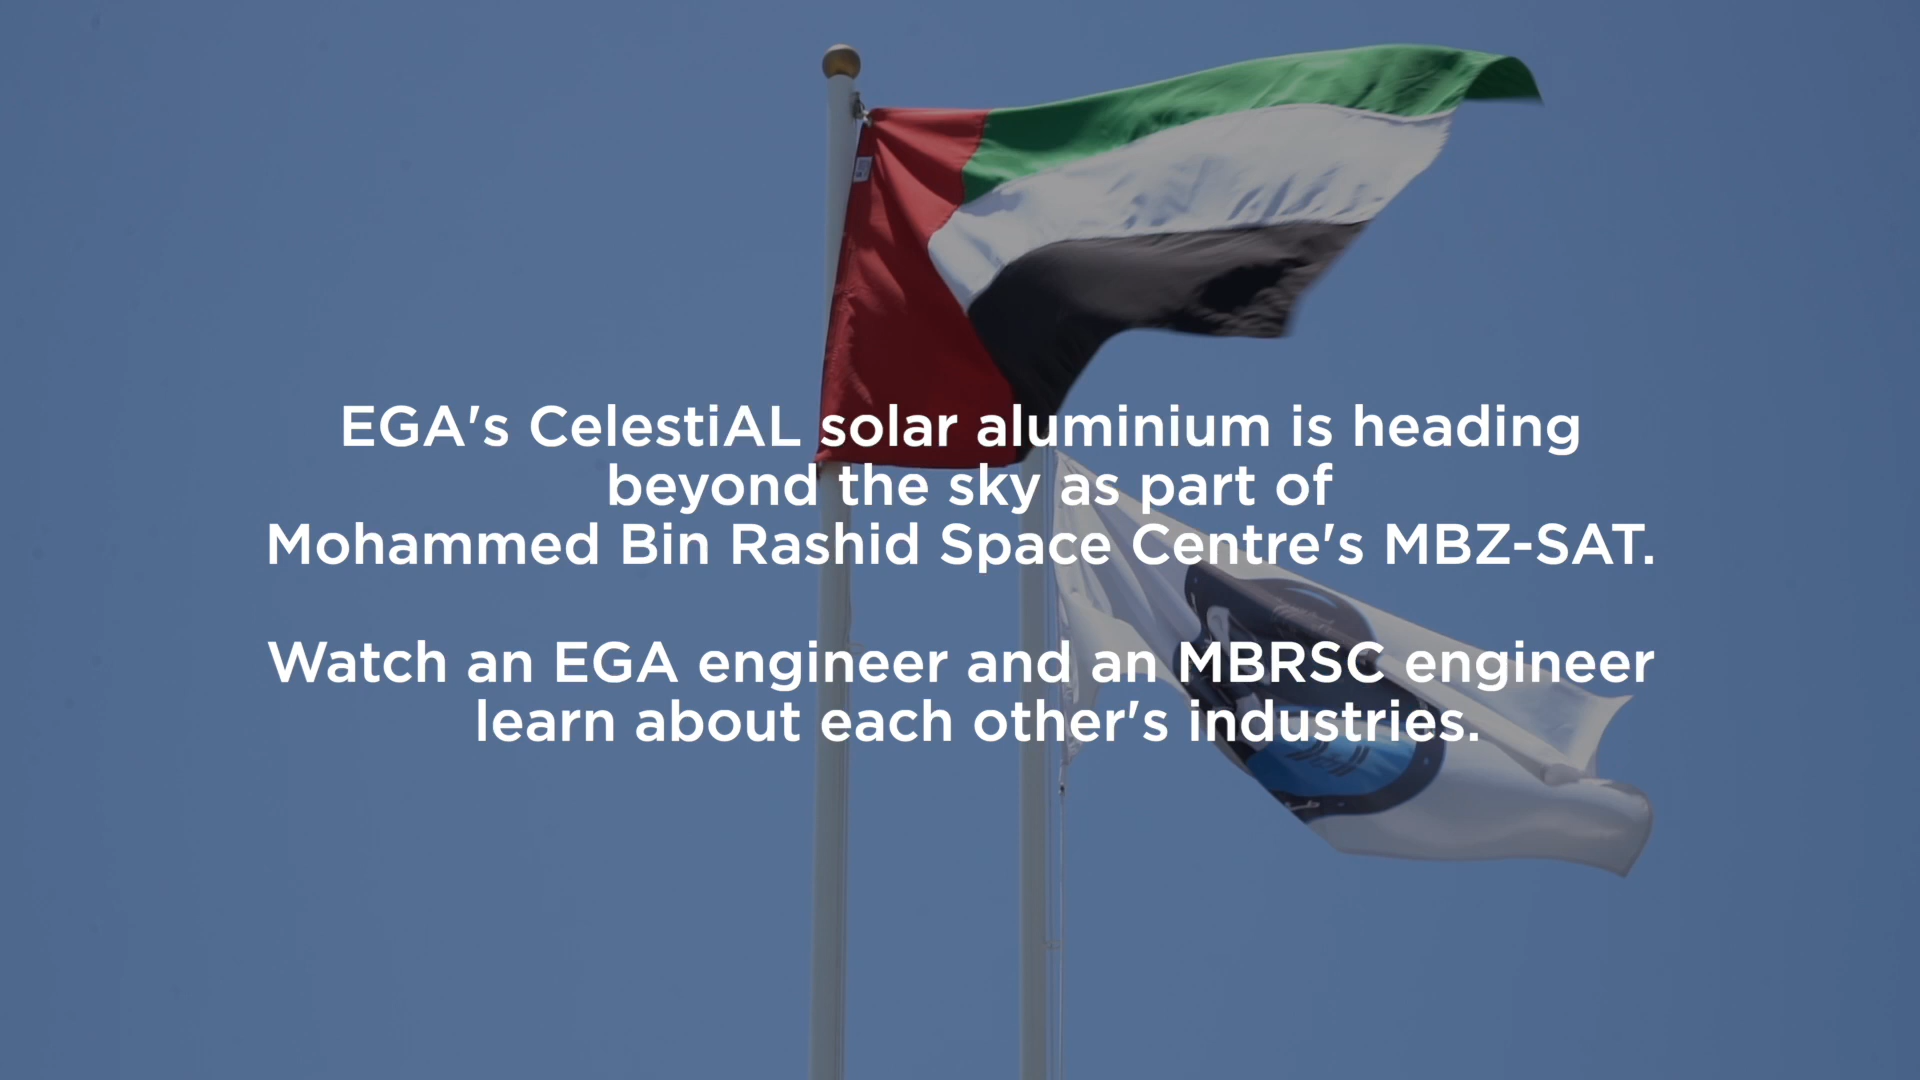 EGA's CelestiAL solar aluminium is heading
beyond the sky as part of
Mohammed Bin Rashid Space Centre's MBZ-SAT.
Watch an EGA engineer and an MBRSC engineer
learn about each other's industries.